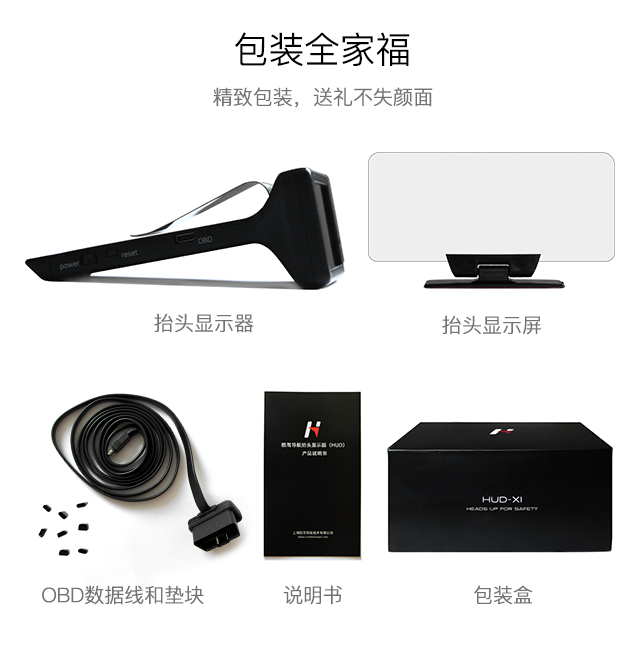 包装全家福
精致包装，送礼不失颜面
power
reset
OBD
抬头显示器
抬头显示屏
H
酷驾导航抬头显示器（HUD）
产品说明书
HUD-X1
HEADS UP FOR SAFETY
OBD数据线和垫块
说明书
包装盒